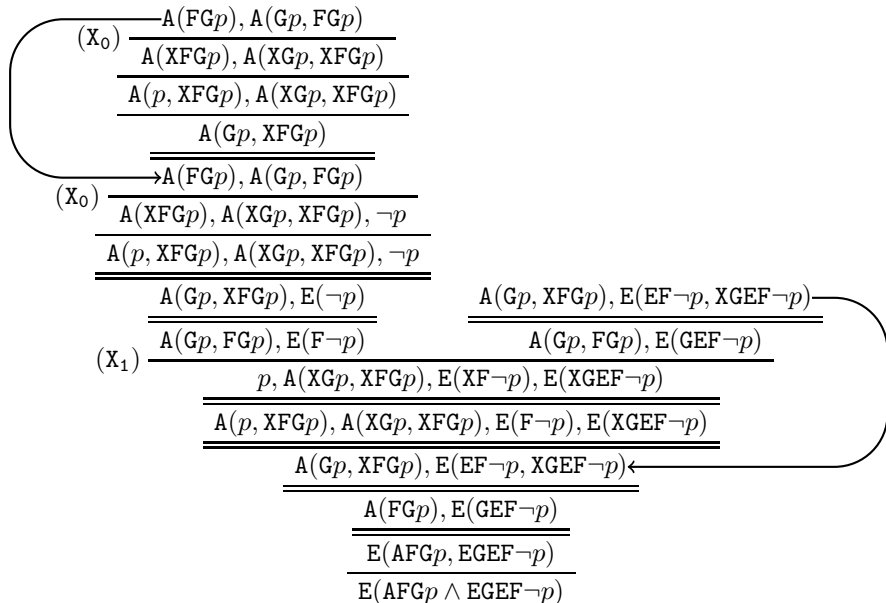 A(FGp), A(Gp, FGp)
(X₀)
A(XFGp), A(XGp, XFGp)
A(p, XFGp), A(XGp, XFGp)
A(Gp, XFGp)
A(FGp), A(Gp, FGp)
(X₀)
A(XFGp), A(XGp, XFGp), ¬p
A(p, XFGp), A(XGp, XFGp), ¬p
A(Gp, XFGp), E(¬p) A(Gp, XFGp), E(EF¬p, XGEF¬p)
A(Gp, FGp), E(F¬p) A(Gp, FGp), E(GEF¬p)
(X₁)
p, A(XGp, XFGp), E(XF¬p), E(XGEF¬p)
A(p, XFGp), A(XGp, XFGp), E(F¬p), E(XGEF¬p)
A(Gp, XFGp), E(EF¬p, XGEF¬p)
A(FGp), E(GEF¬p)
E(AFGp, EGEF¬p)
E(AFGp ∧ EGEF¬p)